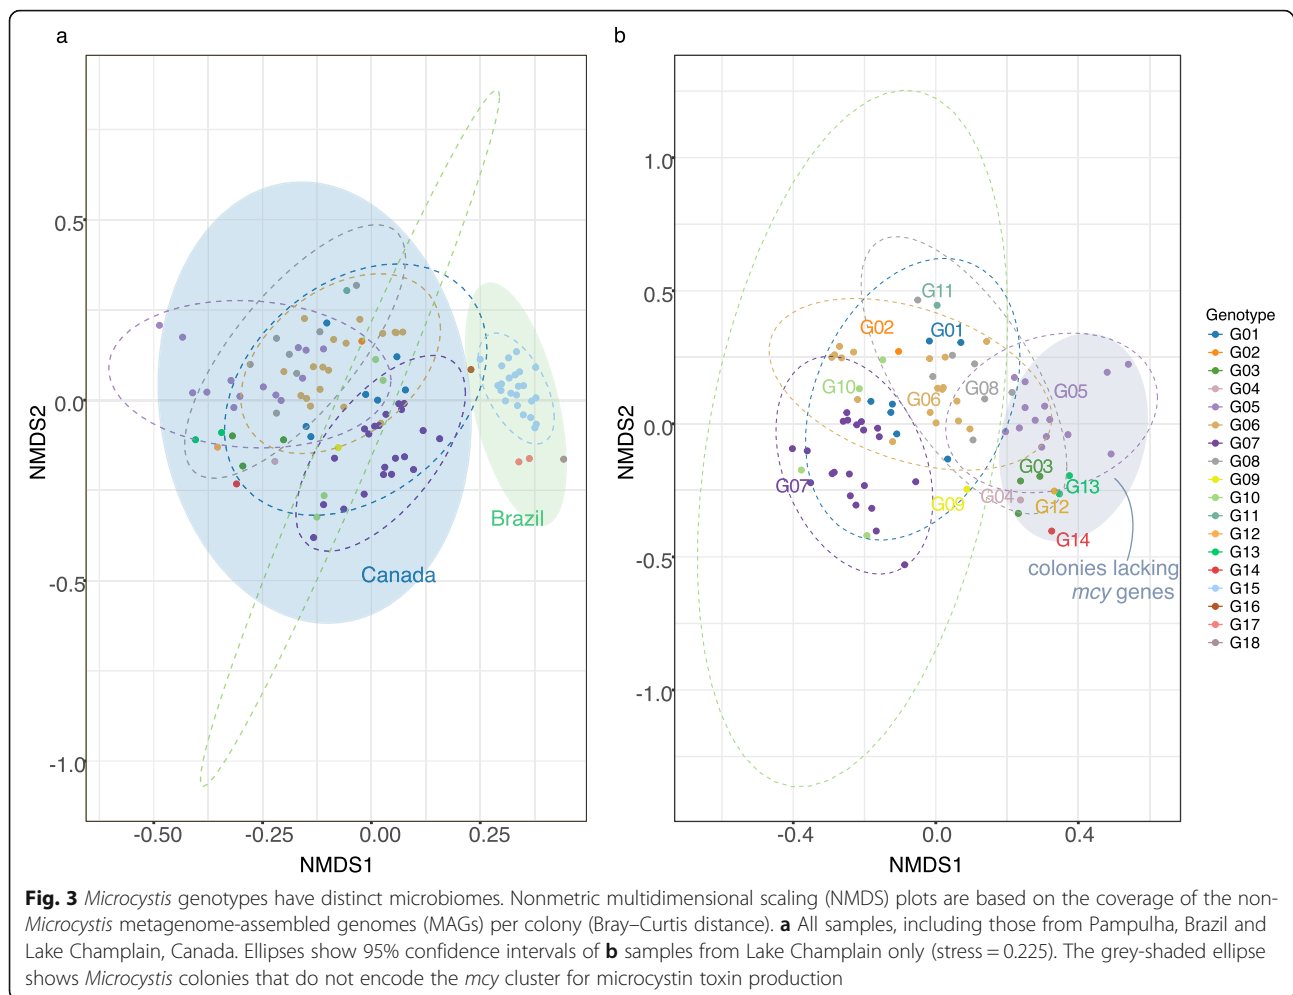 a
b
0.5
0.0
-0.5
-1.0
NMDS2
-0.50
-0.25
0.00
0.25
NMDS1
Canada
Brazil
1.0
0.5
0.0
-0.5
-1.0
NMDS2
-0.4
0.0
0.4
NMDS1
G11
G02
G01
G10
G06
G08
G05
G07
G03
G09
G04
G13
G12
G14
colonies lacking
mcy genes
Genotype
G01
G02
G03
G04
G05
G06
G07
G08
G09
G10
G11
G12
G13
G14
G15
G16
G17
G18
Fig. 3 Microcystis genotypes have distinct microbiomes. Nonmetric multidimensional scaling (NMDS) plots are based on the coverage of the non-
Microcystis metagenome-assembled genomes (MAGs) per colony (Bray–Curtis distance). a All samples, including those from Pampulha, Brazil and
Lake Champlain, Canada. Ellipses show 95% confidence intervals of b samples from Lake Champlain only (stress = 0.225). The grey-shaded ellipse
shows Microcystis colonies that do not encode the mcy cluster for microcystin toxin production